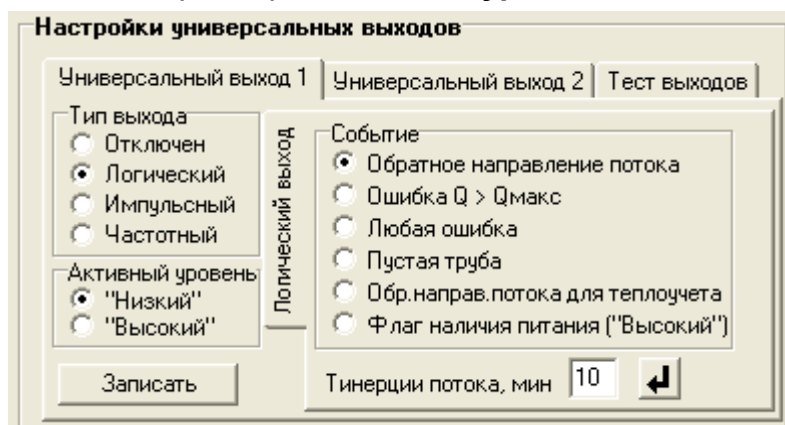 Настройки универсальных выходов
Универсальный выход 1
Универсальный выход 2
Тест выходов
Тип выхода
Отключен
Логический
Импульсный
Частотный
Активный уровень
"Низкий"
"Высокий"
Записать
Логический выход
Событие
Обратное направление потока
Ошибка Q > Qмакс
Любая ошибка
Пустая труба
Обр.направ.потока для теплоучета
Флаг наличия питания ("Высокий")
Тинерции потока, мин 10